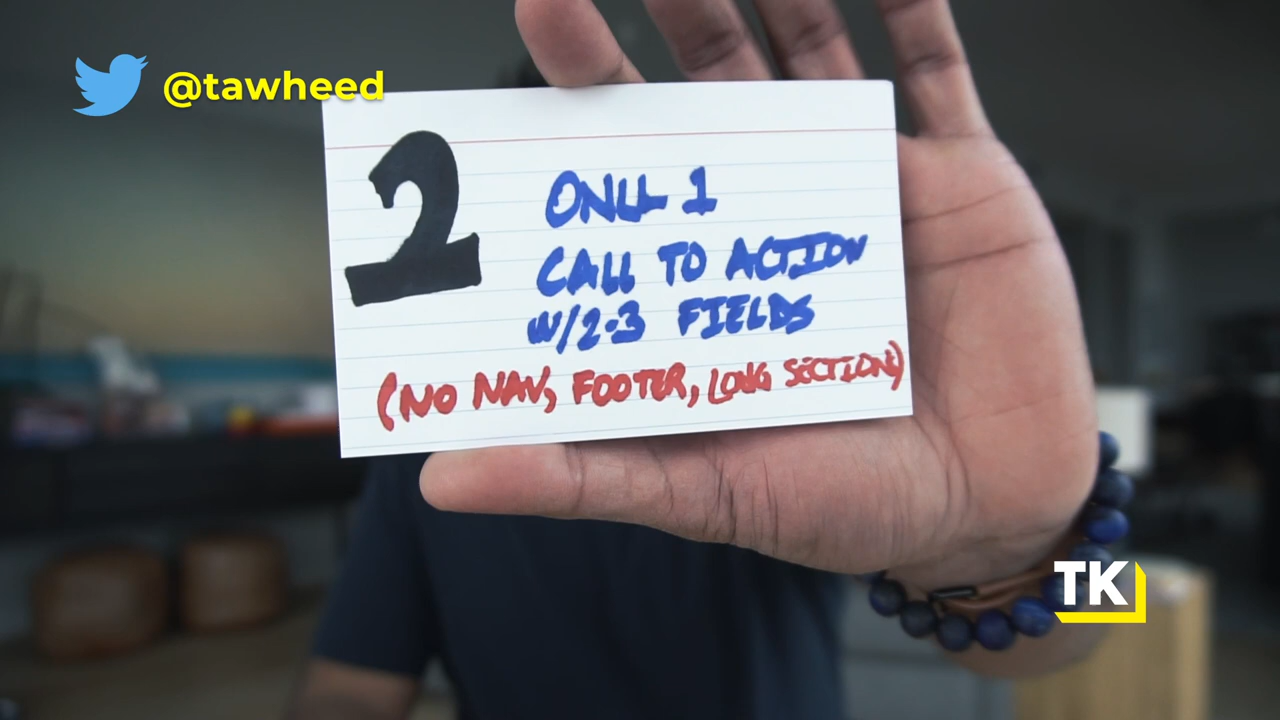 @tawheed
2
ONLY 1
CALL TO ACTION
W/2-3 FIELDS
(NO NAV, FOOTER, LONG SECTION)
TK